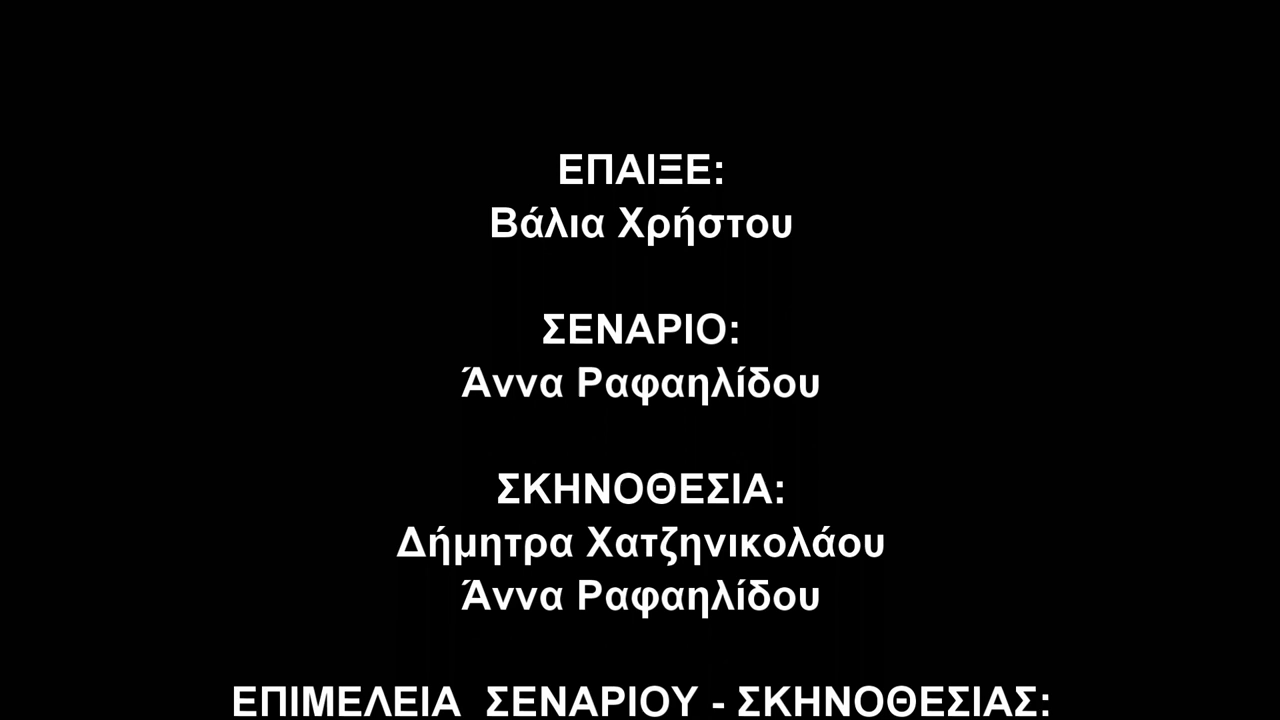 ΕΠΑΙΞΕ:
Βάλια Χρήστου
ΣΕΝΑΡΙΟ:
Άννα Ραφαηλίδου
ΣΚΗΝΟΘΕΣΙΑ:
Δήμητρα Χατζηνικολάου
Άννα Ραφαηλίδου
ΕΠΙΜΕΛΕΙΑ  ΣΕΝΑΡΙΟΥ - ΣΚΗΝΟΘΕΣΙΑΣ: